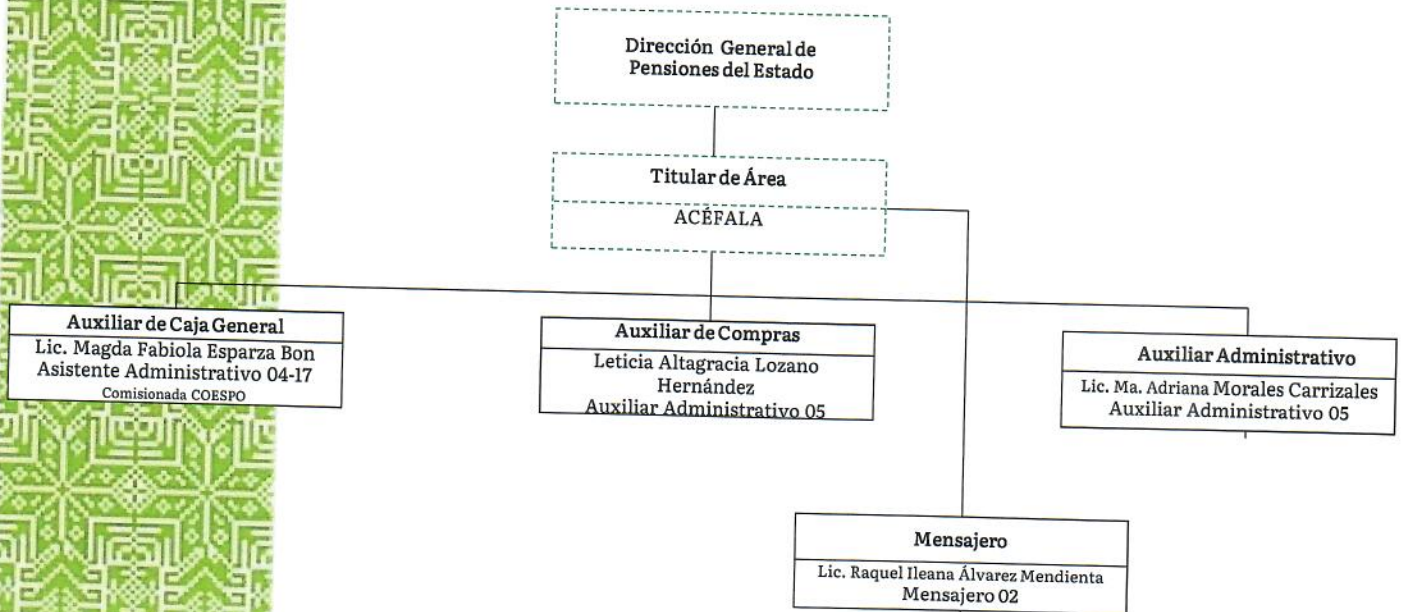 Dirección General de
Pensiones del Estado
Titular de Área
ACÉFALA
Auxiliar de Caja General
Lic. Magda Fabiola Esparza Bon
Asistente Administrativo 04-17
Comisionada COESPO
Auxiliar de Compras
Leticia Altagracia Lozano
Hernández
Auxiliar Administrativo 05
Auxiliar Administrativo
Lic. Ma. Adriana Morales Carrizales
Auxiliar Administrativo 05
Mensajero
Lic. Raquel Ileana Álvarez Mendienta
Mensajero 02